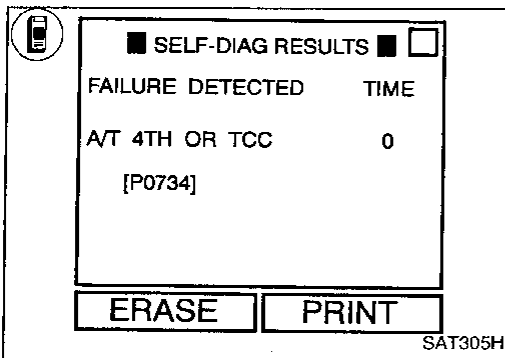 SELF-DIAG RESULTS
FAILURE DETECTED TIME
A/T 4TH OR TCC 0
[P0734]
ERASE PRINT
SAT305H